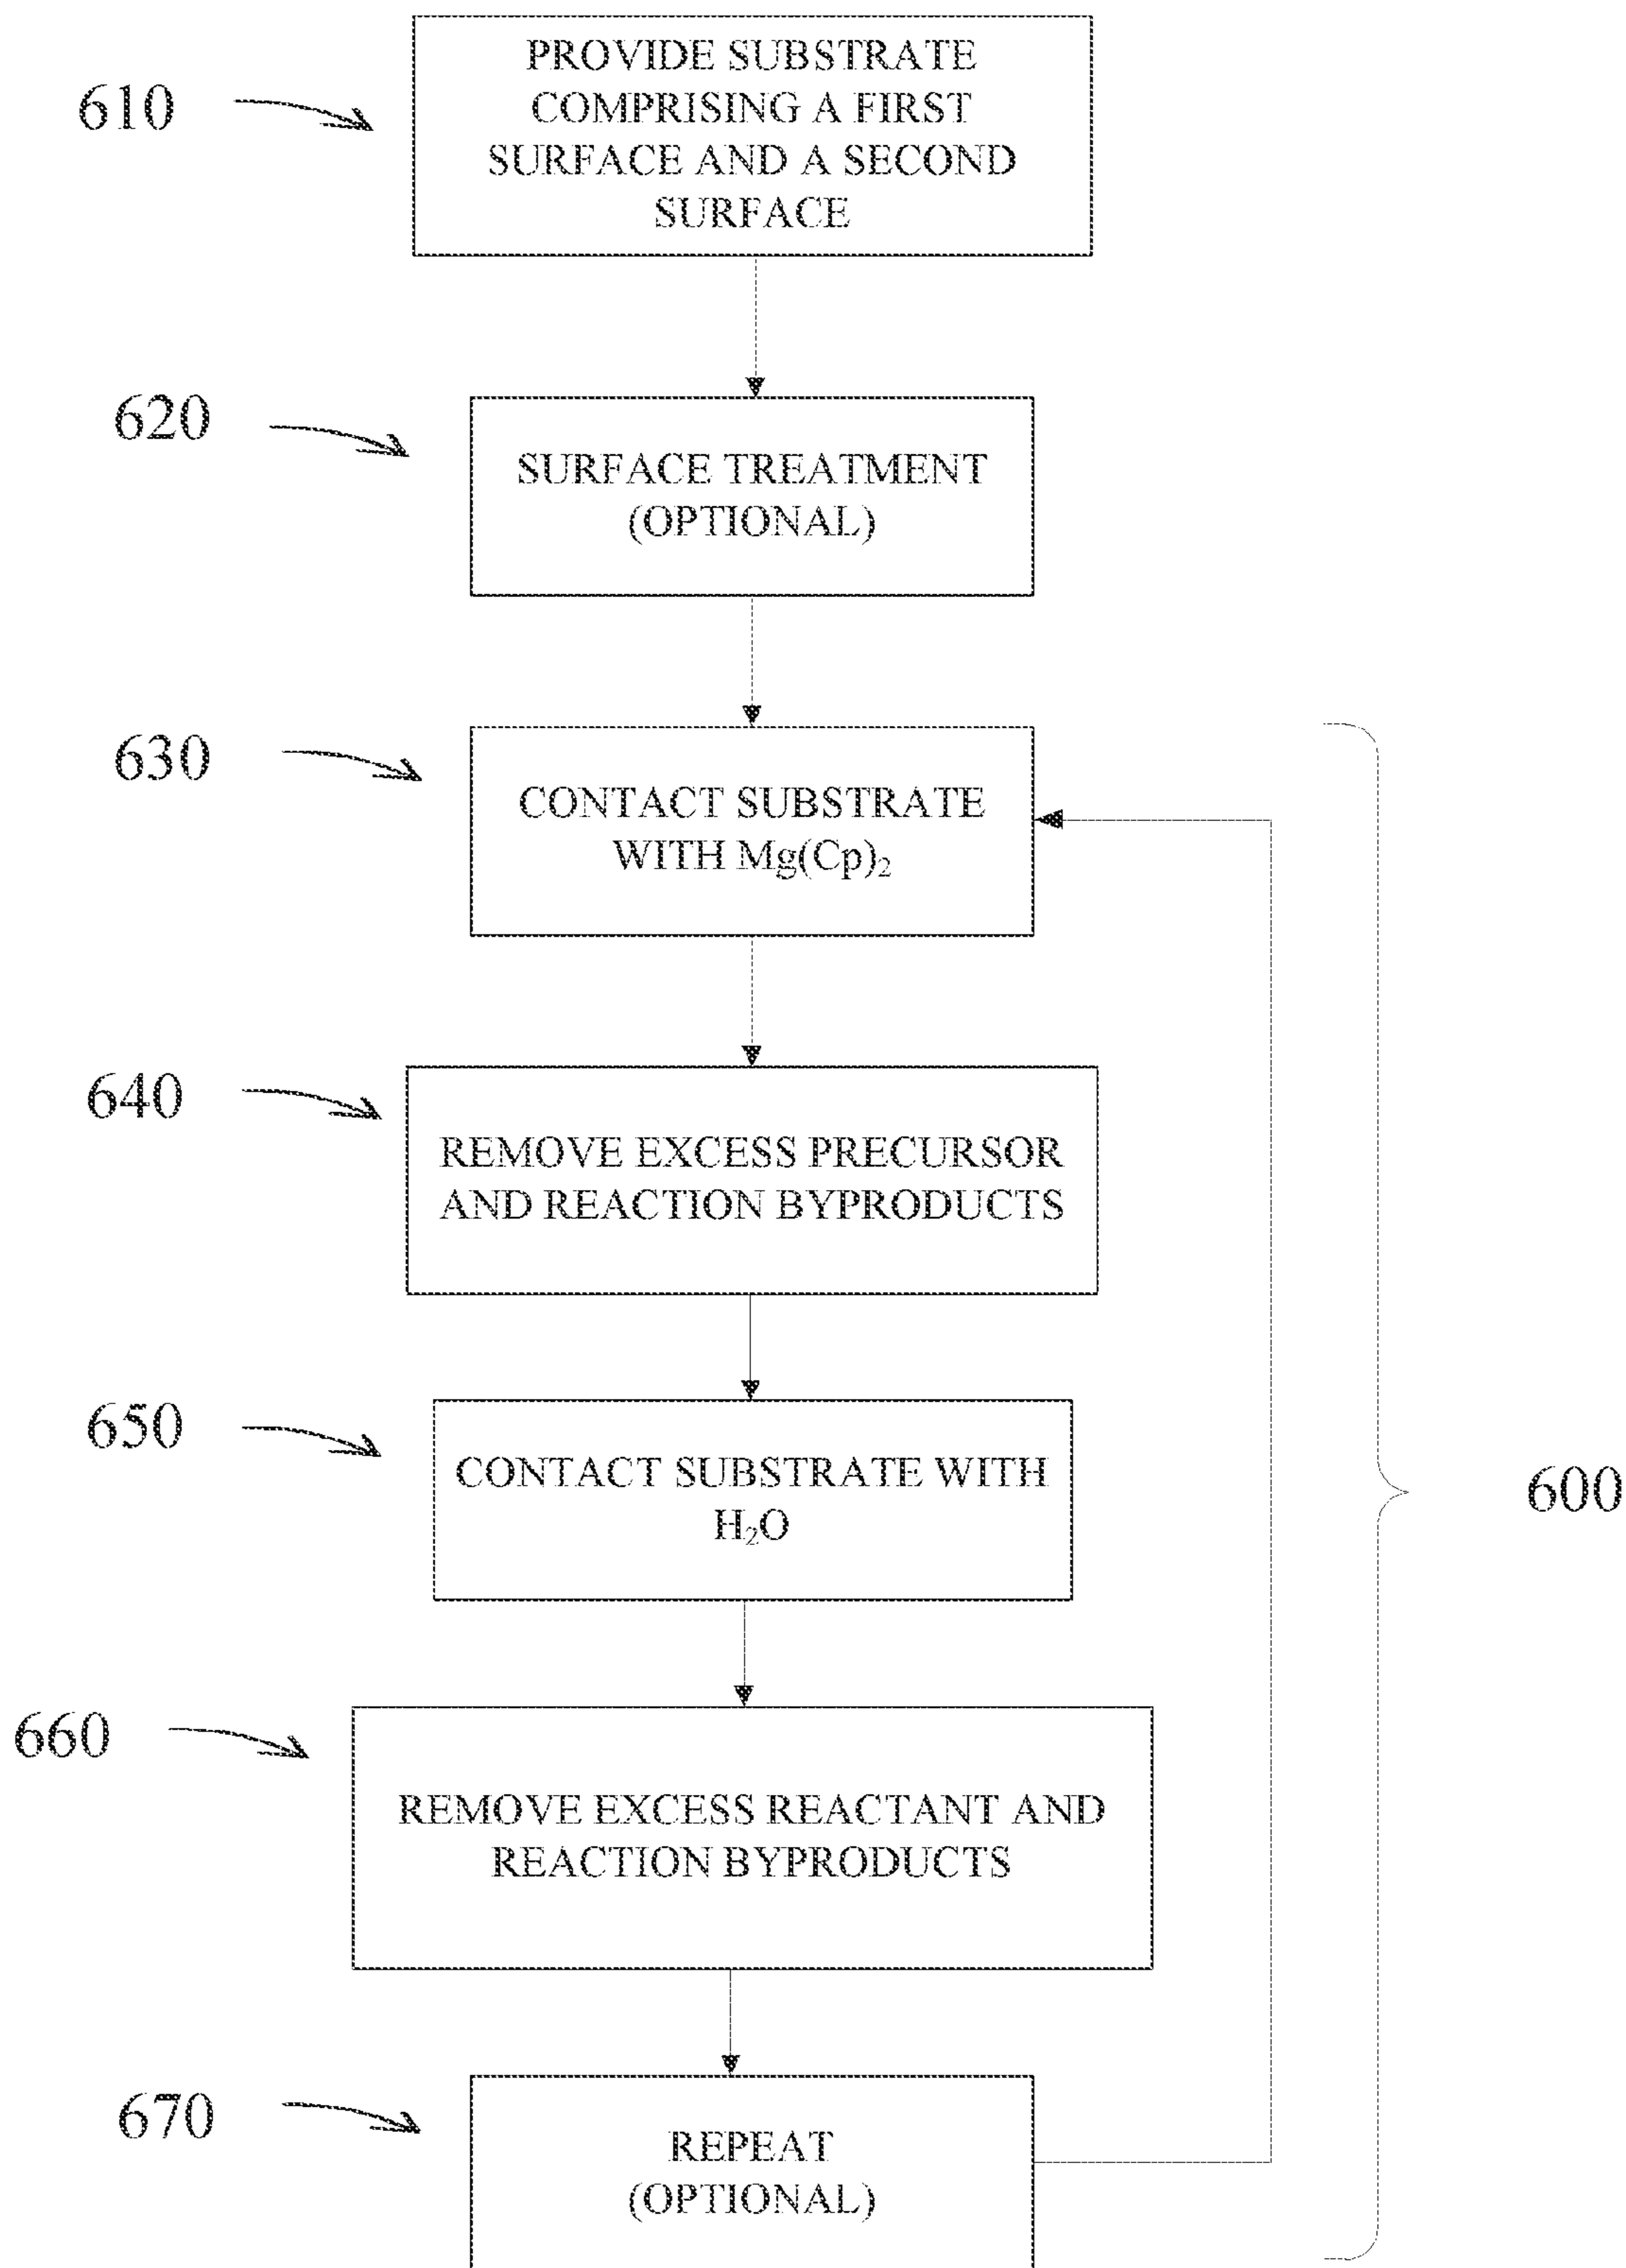 610
PROVIDE SUBSTRATE
COMPRISING A FIRST
SURFACE AND A SECOND
SURFACE
620
SURFACE TREATMENT
(OPTIONAL)
630
CONTACT SUBSTRATE
WITH Mg(Cp)₂
640
REMOVE EXCESS PRECURSOR
AND REACTION BYPRODUCTS
650
CONTACT SUBSTRATE WITH
H₂O
600
660
REMOVE EXCESS REACTANT AND
REACTION BYPRODUCTS
670
REPEAT
(OPTIONAL)